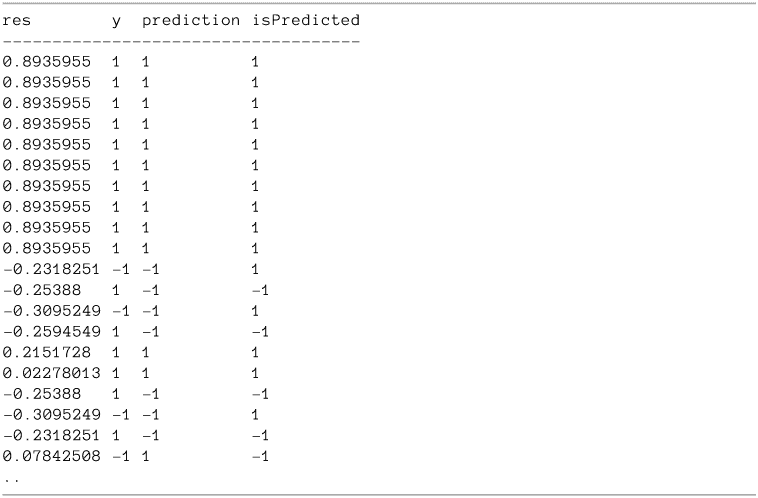 res y prediction isPredicted
------------------------------------
0.8935955 1 1 1
0.8935955 1 1 1
0.8935955 1 1 1
0.8935955 1 1 1
0.8935955 1 1 1
0.8935955 1 1 1
0.8935955 1 1 1
0.8935955 1 1 1
0.8935955 1 1 1
0.8935955 1 1 1
-0.2318251 -1 -1 1
-0.25388 1 -1 -1
-0.3095249 -1 -1 1
-0.2594549 1 -1 -1
0.2151728 1 1 1
0.02278013 1 1 1
-0.25388 1 -1 -1
-0.3095249 -1 -1 1
-0.2318251 1 -1 -1
0.07842508 -1 1 -1
..